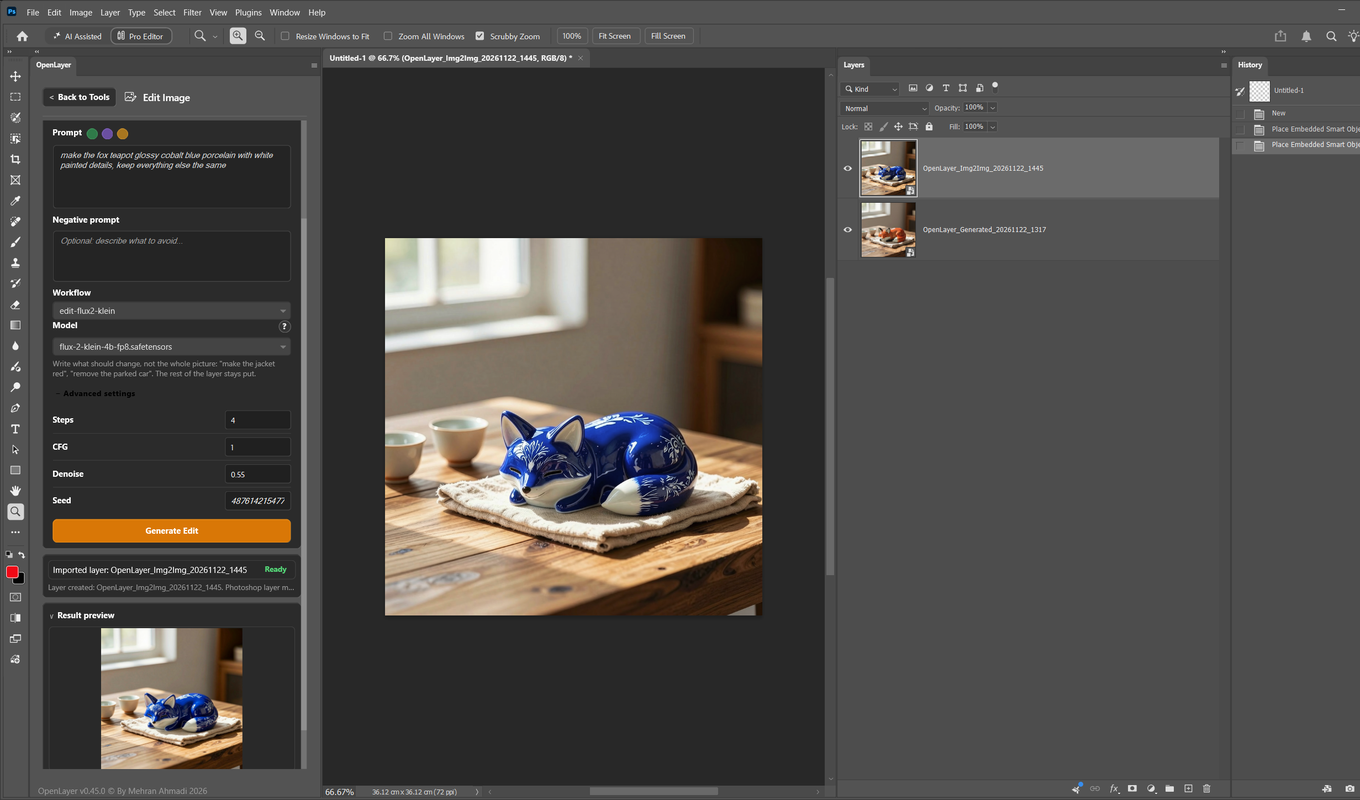 Ps File Edit Image Layer Type Select Filter View Plugins Window Help
AI Assisted Pro Editor Resize Windows to Fit Zoom All Windows Scrubby Zoom 100% Fit Screen Fill Screen
OpenLayer
< Back to Tools Edit Image
Prompt
make the fox teapot glossy cobalt blue porcelain with white
painted details, keep everything else the same
Negative prompt
Optional: describe what to avoid...
Workflow
edit-flux2-klein
Model
?
flux-2-klein-4b-fp8.safetensors
Write what should change, not the whole picture: "make the jacket
red", "remove the parked car". The rest of the layer stays put.
Advanced settings
Steps 4
CFG 1
Denoise 0.55
Seed 487614215477
Generate Edit
Imported layer: OpenLayer_Img2Img_20261122_1445 Ready
Layer created: OpenLayer_Img2Img_20261122_1445. Photoshop layer m...
Result preview
OpenLayer v0.45.0 © By Mehran Ahmadi 2026
Untitled-1 @ 66.7% (OpenLayer_Img2Img_20261122_1445, RGB/8) *
66.67% 36.12 cm x 36.12 cm (72 ppi)
Layers
Kind
Normal Opacity: 100%
Lock: Fill: 100%
OpenLayer_Img2Img_20261122_1445
OpenLayer_Generated_20261122_1317
fx
History
Untitled-1
New
Place Embedded Smart Obje
Place Embedded Smart Obje